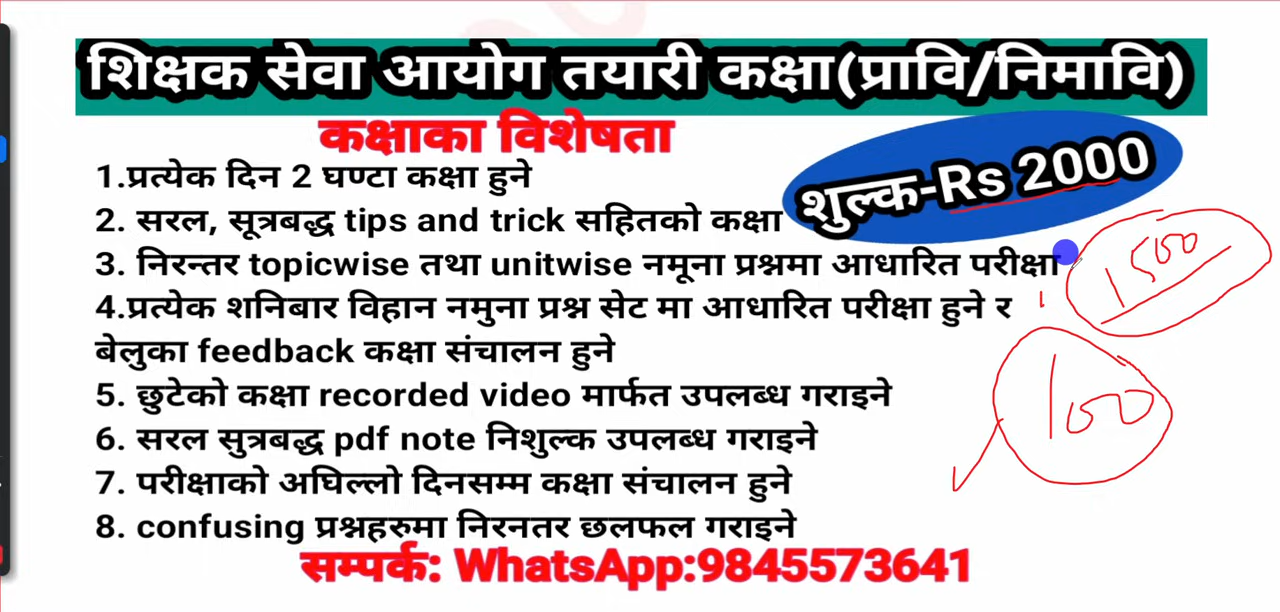 शिक्षक सेवा आयोग तयारी कक्षा(प्रावि/निमावि)
कक्षाका विशेषता
शुल्क-Rs 2000
1.प्रत्येक दिन 2 घण्टा कक्षा हुने
2. सरल, सूत्रबद्ध tips and trick सहितको कक्षा
3. निरन्तर topicwise तथा unitwise नमूना प्रश्नमा आधारित परीक्षा
1500
4.प्रत्येक शनिबार विहान नमुना प्रश्न सेट मा आधारित परीक्षा हुने र
बेलुका feedback कक्षा संचालन हुने
100
5. छुटेको कक्षा recorded video मार्फत उपलब्ध गराइने
6. सरल सुत्रबद्ध pdf note निशुल्क उपलब्ध गराइने
7. परीक्षाको अघिल्लो दिनसम्म कक्षा संचालन हुने
8. confusing प्रश्नहरुमा निरनतर छलफल गराइने
सम्पर्क: WhatsApp:9845573641